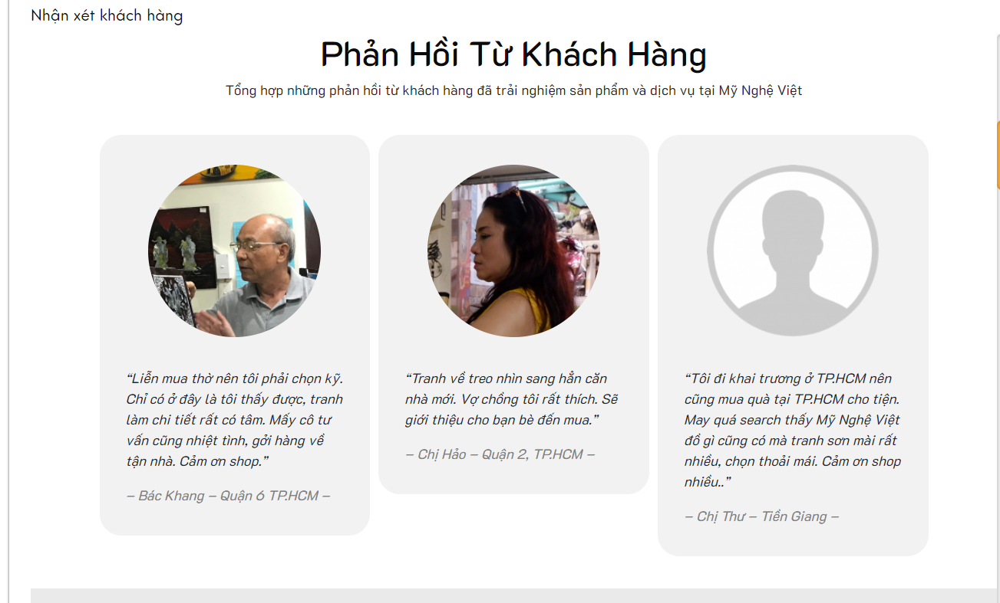 Nhận xét khách hàng
Phản Hồi Từ Khách Hàng
Tổng hợp những phản hồi từ khách hàng đã trải nghiệm sản phẩm và dịch vụ tại Mỹ Nghệ Việt
“Liễn mua thờ nên tôi phải chọn kỹ.
Chỉ có ở đây là tôi thấy được, tranh
làm chi tiết rất có tâm. Mấy cô tư
vấn cũng nhiệt tình, gởi hàng về
tận nhà. Cảm ơn shop.”
– Bác Khang – Quận 6 TP.HCM –
“Tranh về treo nhìn sang hẳn căn
nhà mới. Vợ chồng tôi rất thích. Sẽ
giới thiệu cho bạn bè đến mua.”
– Chị Hảo – Quận 2, TP.HCM –
“Tôi đi khai trương ở TP.HCM nên
cũng mua quà tại TP.HCM cho tiện.
May quá search thấy Mỹ Nghệ Việt
đồ gì cũng có mà tranh sơn mài rất
nhiều, chọn thoải mái. Cảm ơn shop
nhiều..”
– Chị Thư – Tiền Giang –